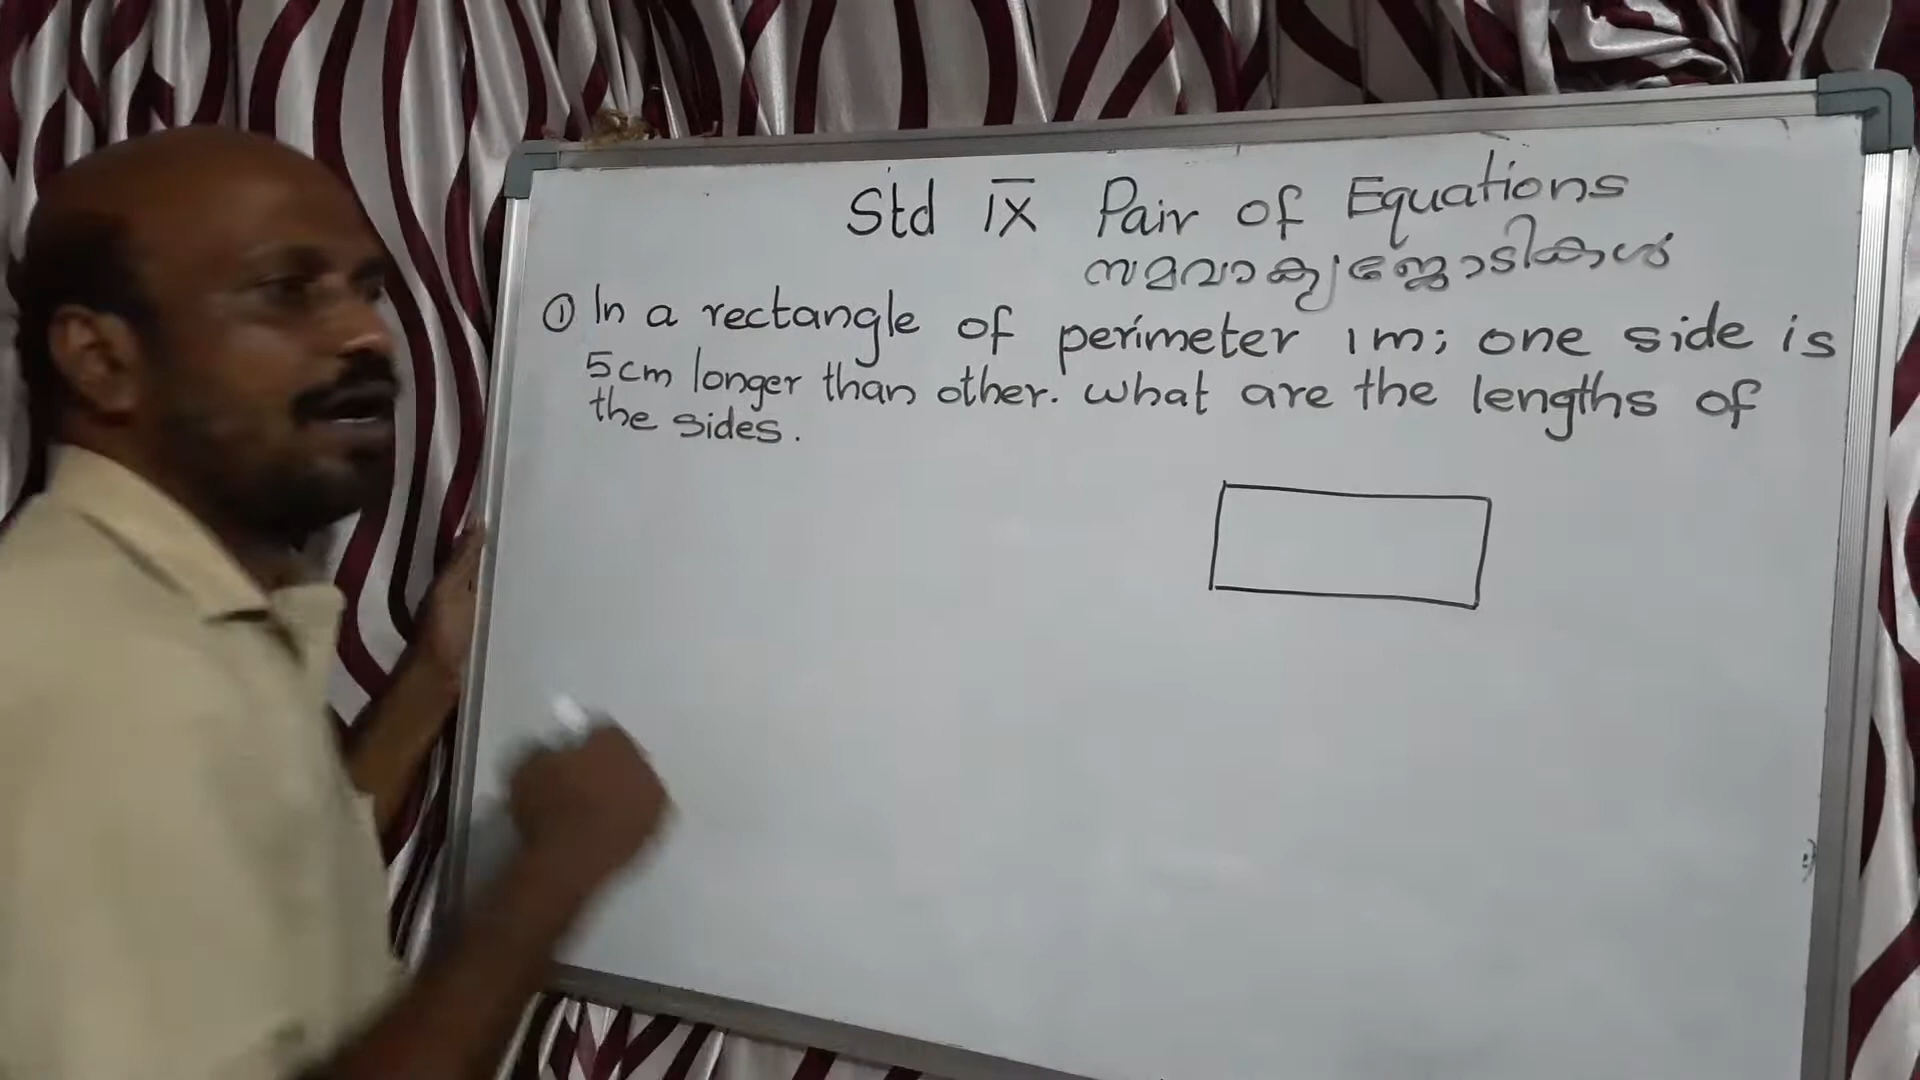 Std IX Pair of Equations
സമവാക്യജോടികൾ
① In a rectangle of perimeter 1m; one side is
5cm longer than other. what are the lengths of
the sides.